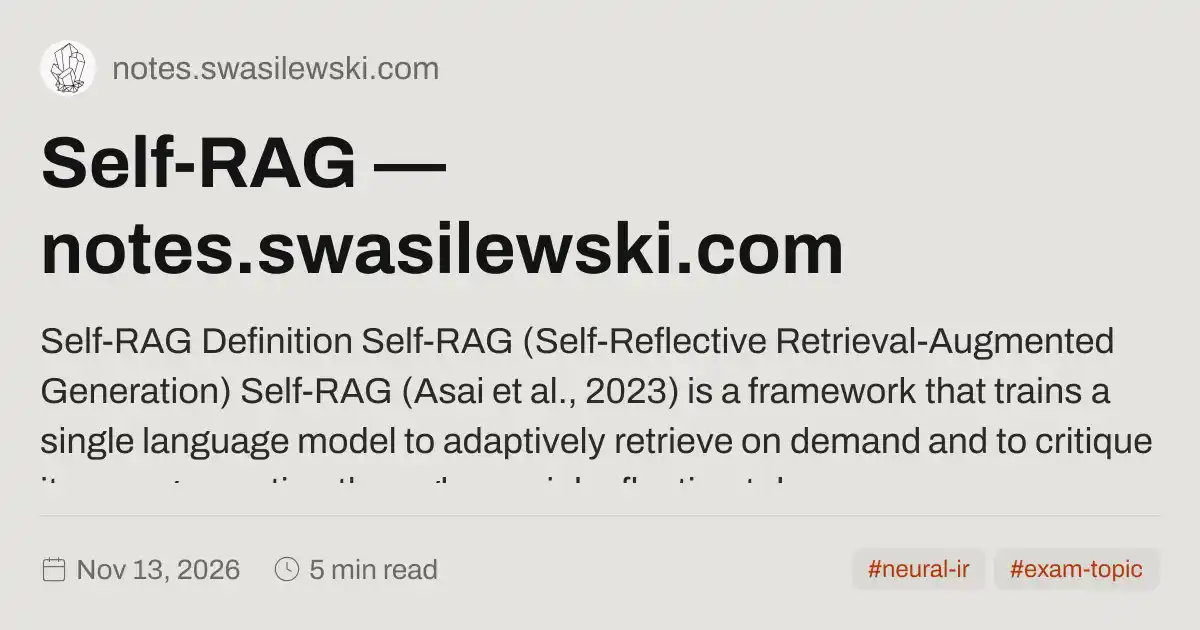 notes.swasilewski.com
Self-RAG —
notes.swasilewski.com
Self-RAG Definition Self-RAG (Self-Reflective Retrieval-Augmented
Generation) Self-RAG (Asai et al., 2023) is a framework that trains a
single language model to adaptively retrieve on demand and to critique
Nov 13, 2026
5 min read
#neural-ir
#exam-topic